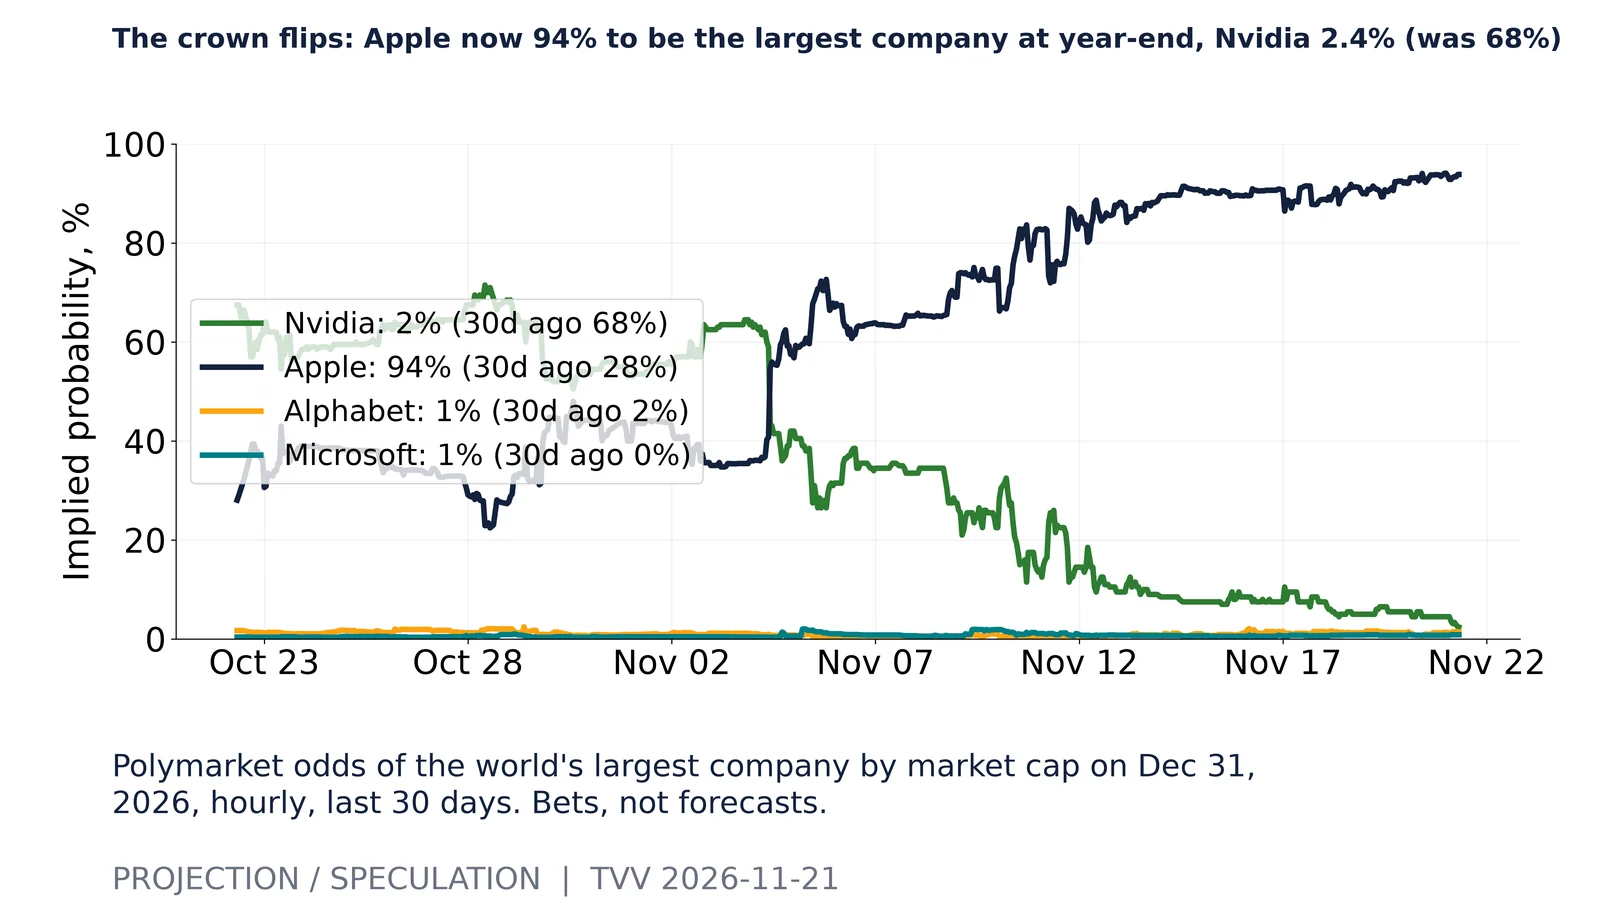 The crown flips: Apple now 94% to be the largest company at year-end, Nvidia 2.4% (was 68%)
Implied probability, %
100
80
60
40
20
0
Nvidia: 2% (30d ago 68%)
Apple: 94% (30d ago 28%)
Alphabet: 1% (30d ago 2%)
Microsoft: 1% (30d ago 0%)
Oct 23
Oct 28
Nov 02
Nov 07
Nov 12
Nov 17
Nov 22
Polymarket odds of the world's largest company by market cap on Dec 31,
2026, hourly, last 30 days. Bets, not forecasts.
PROJECTION / SPECULATION | TVV 2026-11-21